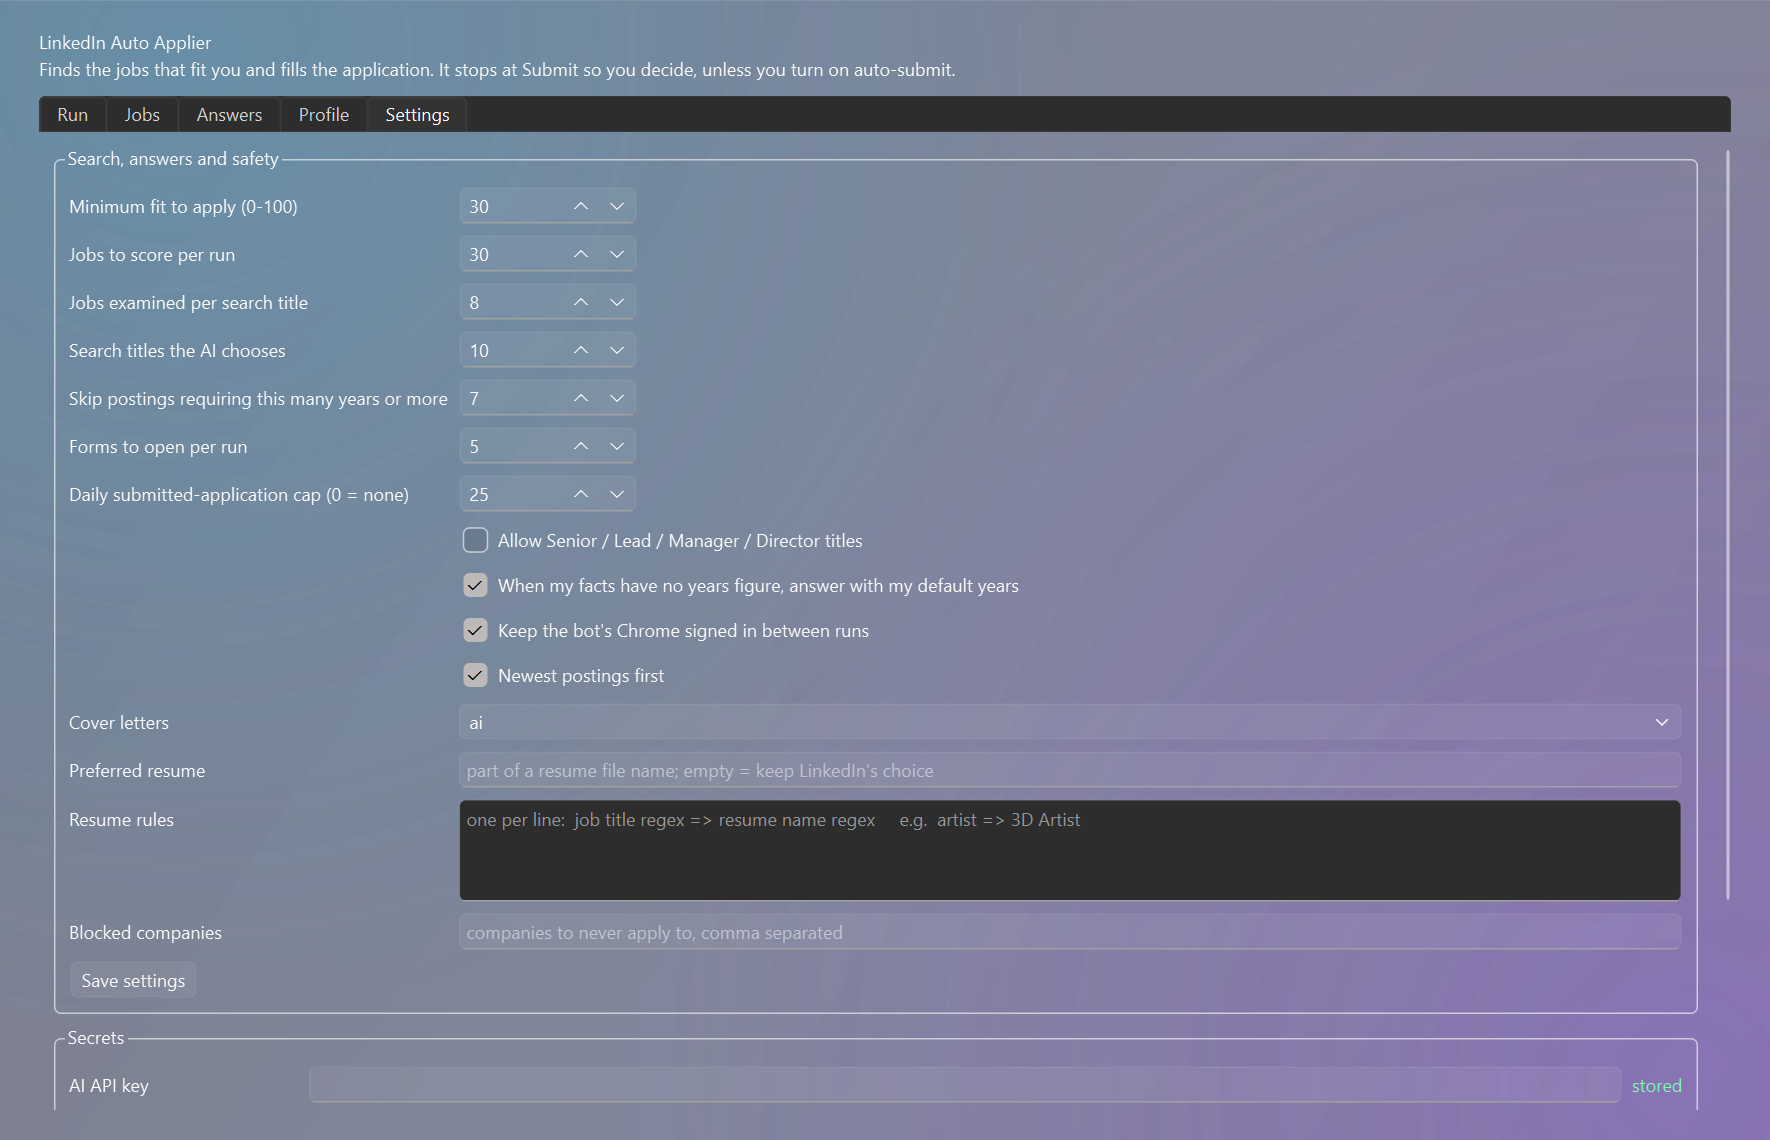 LinkedIn Auto Applier
Finds the jobs that fit you and fills the application. It stops at Submit so you decide, unless you turn on auto-submit.
Run Jobs Answers Profile Settings
Search, answers and safety
Minimum fit to apply (0-100) 30
Jobs to score per run 30
Jobs examined per search title 8
Search titles the AI chooses 10
Skip postings requiring this many years or more 7
Forms to open per run 5
Daily submitted-application cap (0 = none) 25
Allow Senior / Lead / Manager / Director titles
When my facts have no years figure, answer with my default years
Keep the bot's Chrome signed in between runs
Newest postings first
Cover letters ai
Preferred resume part of a resume file name; empty = keep LinkedIn's choice
Resume rules one per line: job title regex => resume name regex e.g. artist => 3D Artist
Blocked companies companies to never apply to, comma separated
Save settings
Secrets
AI API key stored